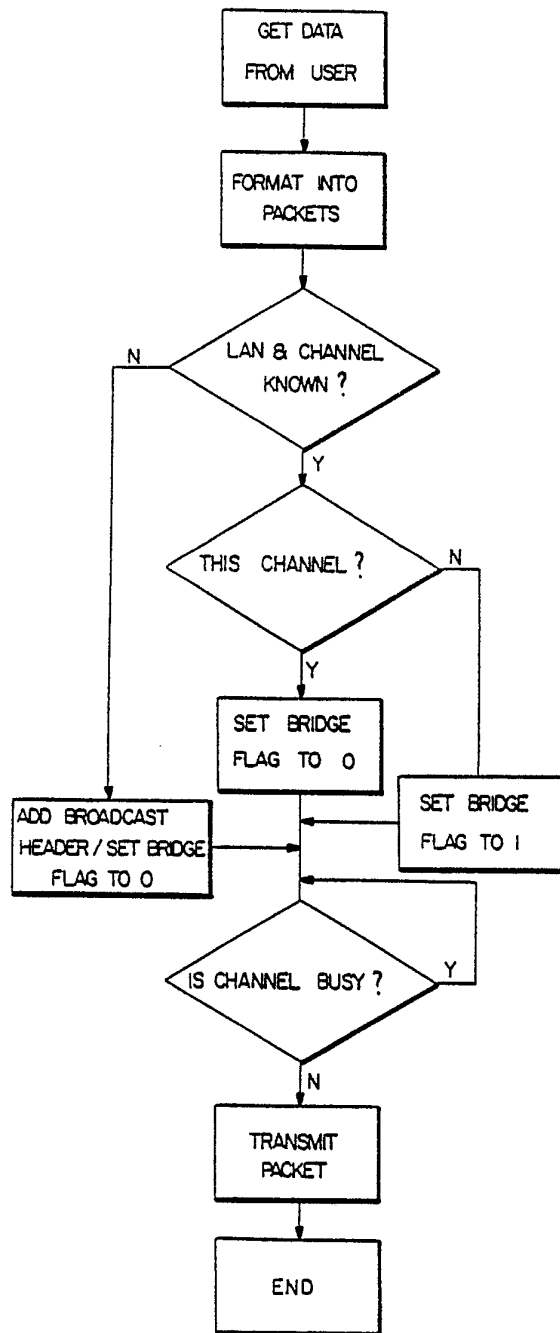 GET DATA
FROM USER
FORMAT INTO
PACKETS
N
LAN & CHANNEL
KNOWN ?
Y
THIS CHANNEL ?
N
Y
SET BRIDGE
FLAG TO 0
ADD BROADCAST
HEADER / SET BRIDGE
FLAG TO 0
SET BRIDGE
FLAG TO 1
IS CHANNEL BUSY ?
Y
N
TRANSMIT
PACKET
END